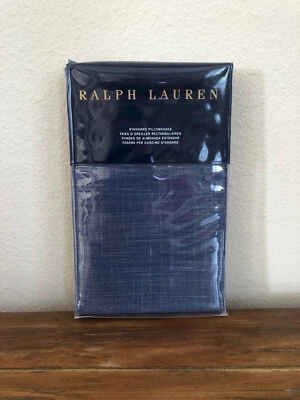 RALPH LAUREN
STANDARD PILLOWCASES
TAIES D'OREILLER RECTANGULAIRES
FUNDAS DE ALMOHADA ESTÁNDAR
FEDERE PER CUSCINO STANDARD